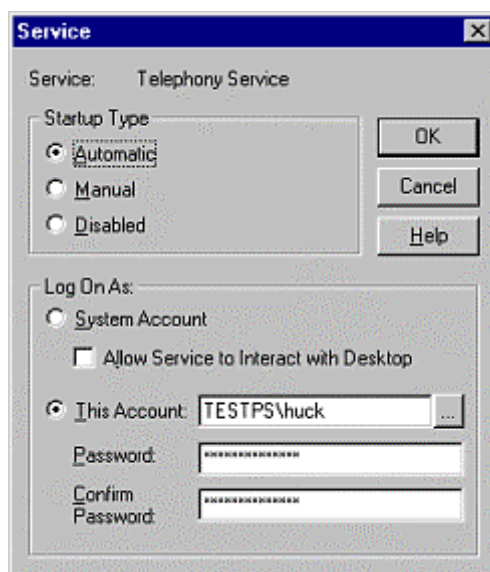 Service
Service: Telephony Service
Startup Type
Automatic
Manual
Disabled
OK
Cancel
Help
Log On As:
System Account
Allow Service to Interact with Desktop
This Account: TESTPS\huck ...
Password: **************
Confirm
Password: **************